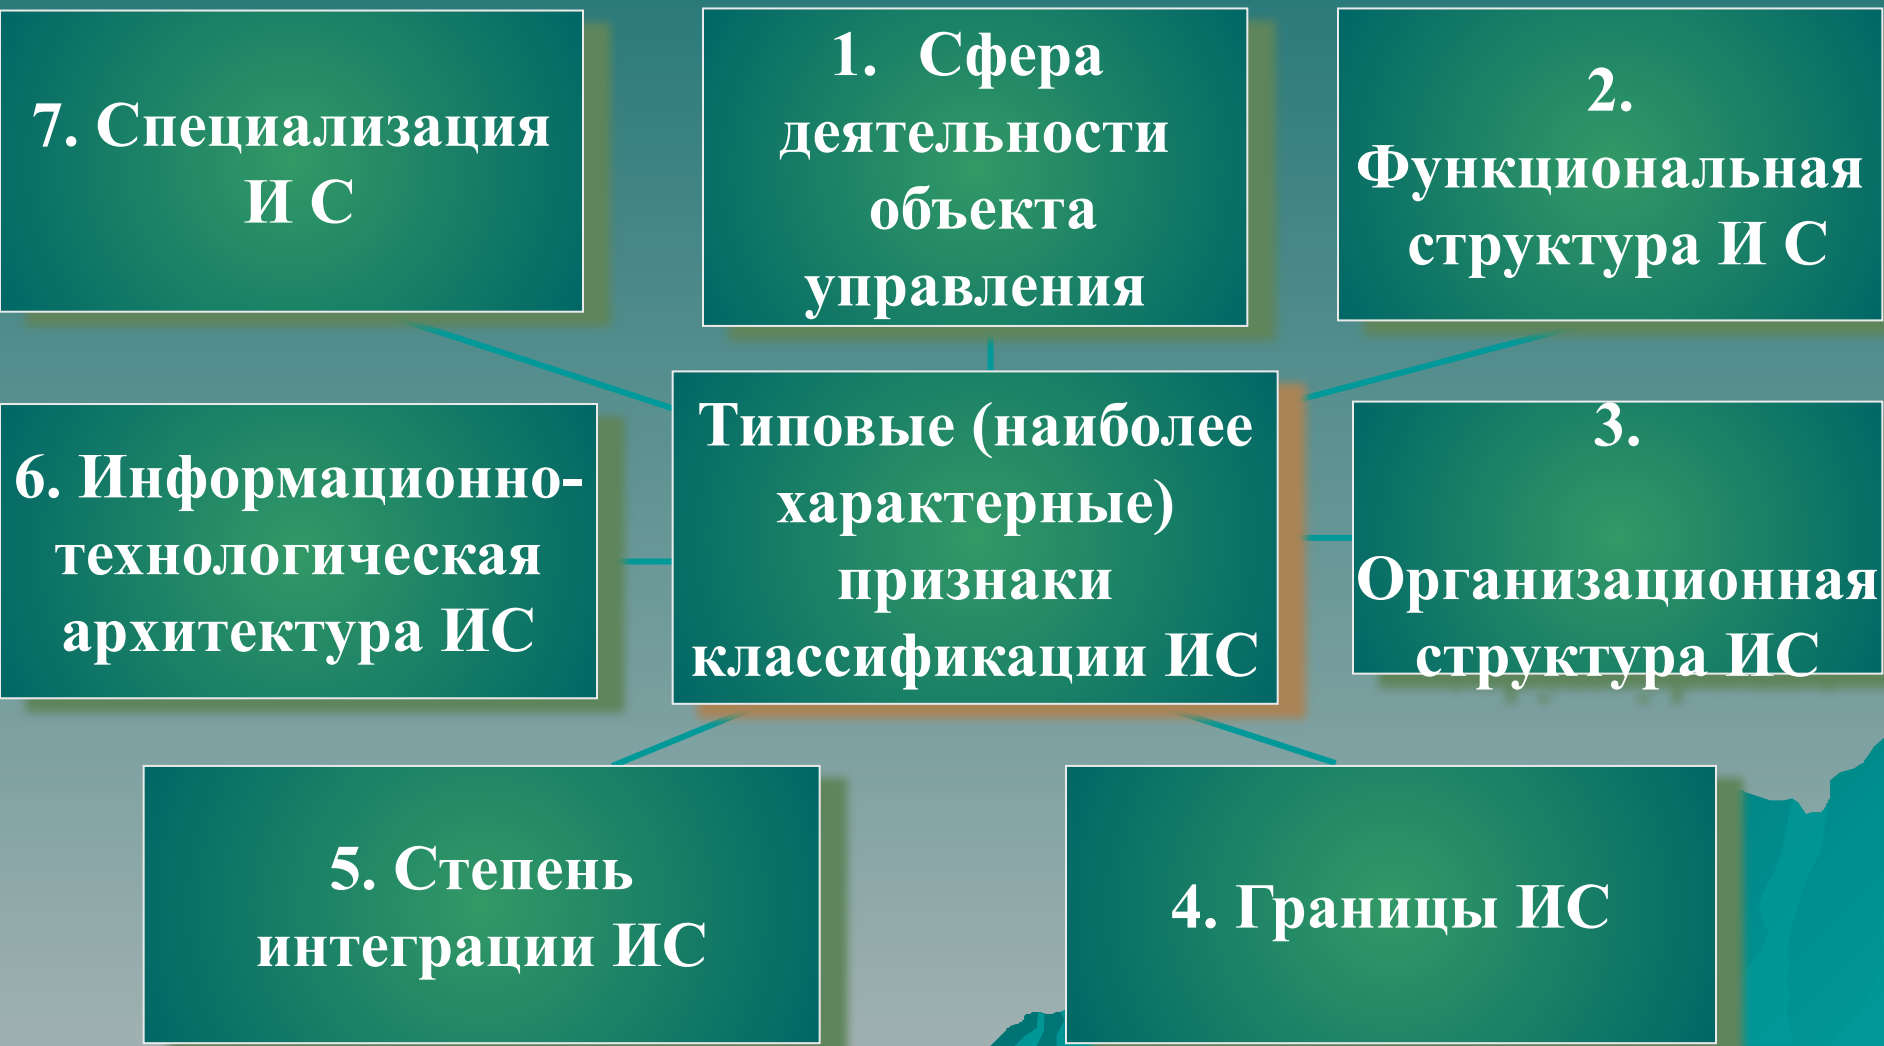 7. Специализация
И С
1. Сфера
деятельности
объекта
управления
2.
Функциональная
структура И С
6. Информационно-
технологическая
архитектура ИС
Типовые (наиболее
характерные)
признаки
классификации ИС
3.
Организационная
структура ИС
5. Степень
интеграции ИС
4. Границы ИС